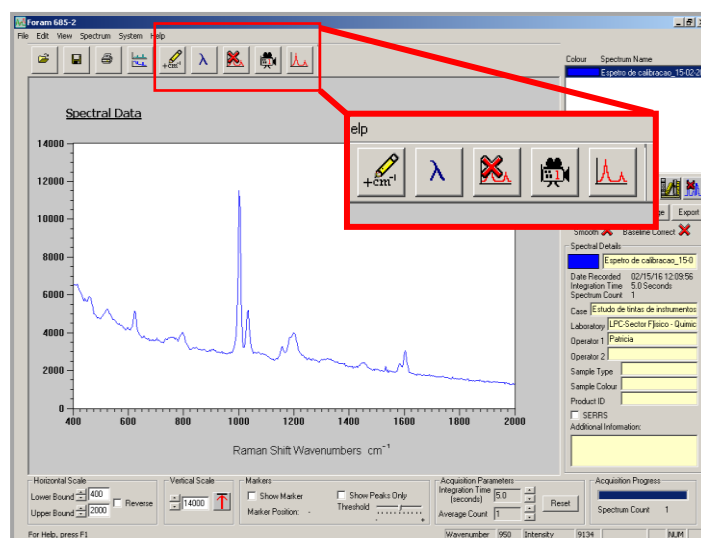 Foram 685-2
File Edit View Spectrum System Help
+cm⁻¹ λ
Colour Spectrum Name
Espetro de calibracao_15-02-20
Spectral Data
elp
+cm⁻¹ λ 1
14000
12000
10000
8000
6000
4000
2000
0
400 600 800 1000 1200 1400 1600 1800 2000
Raman Shift Wavenumbers cm⁻¹
Export
Smooth Baseline Correct
Spectral Details
Espetro de calibracao_15-0
Date Recorded 02/15/16 12:09:56
Integration Time 5.0 Seconds
Spectrum Count 1
Case Estudo de tintas de instrumentos
Laboratory LPC-Sector F]isico - Quimic
Operator 1 Patricia
Operator 2
Sample Type
Sample Colour
Product ID
SERRS
Additional Information:
Horizontal Scale
Lower Bound 400
Upper Bound 2000
Reverse
Vertical Scale
14000
Markers
Show Marker Show Peaks Only
Marker Position: - Threshold
- +
Acquisition Parameters
Integration Time (seconds) 5.0
Average Count 1
Reset
Acquisition Progress
Spectrum Count 1
For Help, press F1
Wavenumber 950 Intensity 9134 NUM